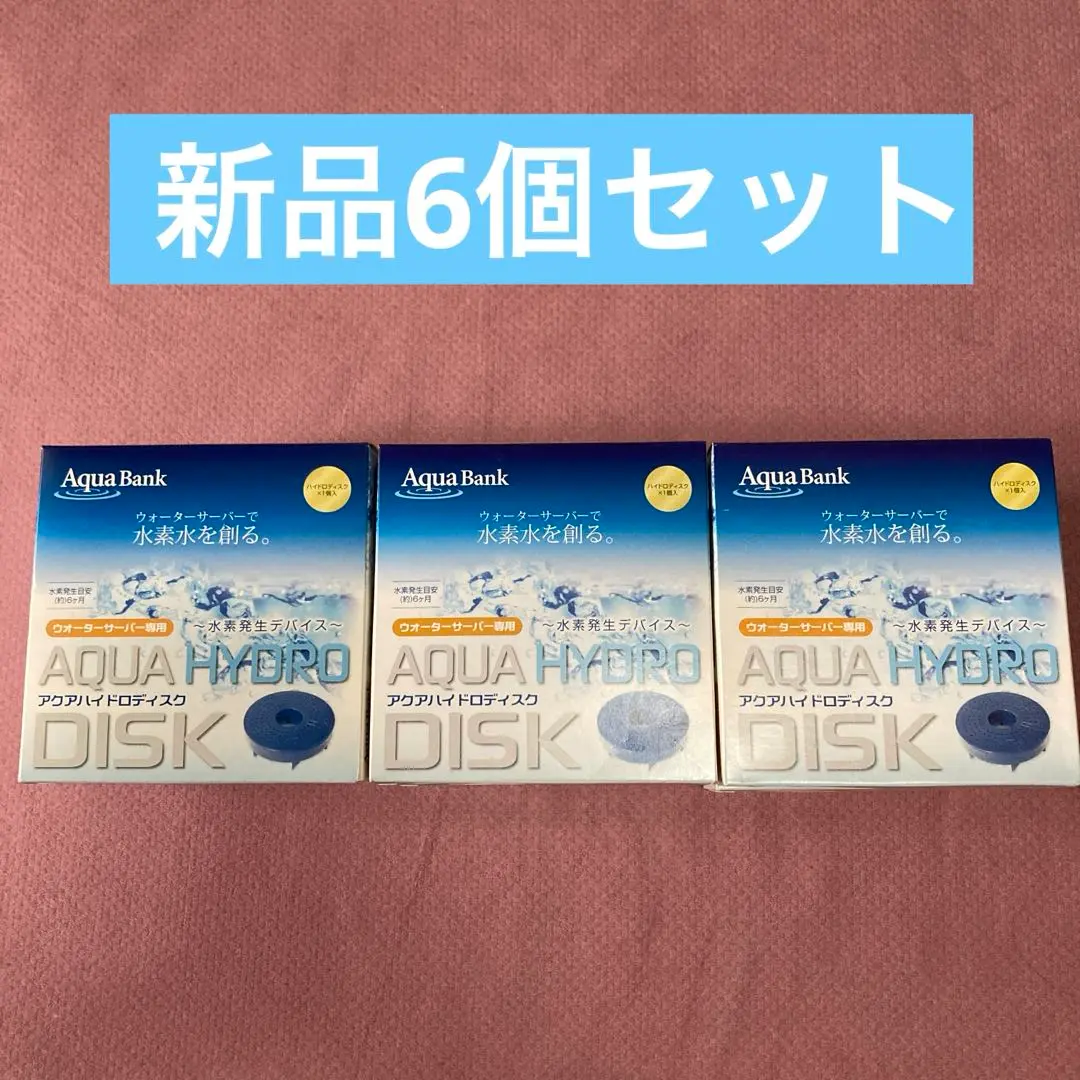 新品6個セット
Aqua Bank
ハイドロディスク
×1個入
ウォーターサーバーで
水素水を創る。
水素発生目安
(約)6ヶ月
ウォーターサーバー専用
～水素発生デバイス～
AQUA HYDRO
アクアハイドロディスク
DISK
Aqua Bank
ハイドロディスク
×1個入
ウォーターサーバーで
水素水を創る。
水素発生目安
(約)6ヶ月
ウォーターサーバー専用
～水素発生デバイス～
AQUA HYDRO
アクアハイドロディスク
DISK
Aqua Bank
ハイドロディスク
×1個入
ウォーターサーバーで
水素水を創る。
水素発生目安
(約)6ヶ月
ウォーターサーバー専用
～水素発生デバイス～
AQUA HYDRO
アクアハイドロディスク
DISK